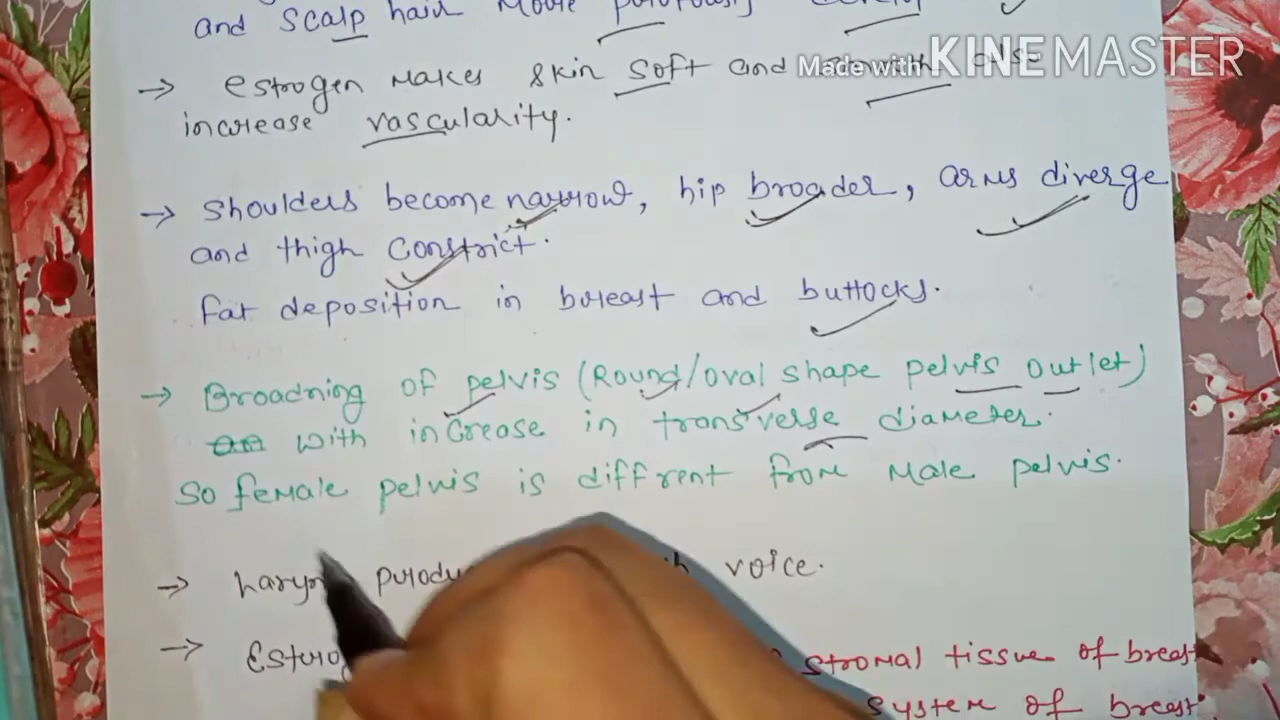 and scalp hair
Made with KINEMASTER
→ estrogen makes skin soft and
increase vascularity.
→ shoulders become narrow, hip broader, arms diverge
and thigh constrict.
fat deposition in breast and buttocks.
→ Broadning of pelvis (Round/oval shape pelvis outlet)
with increase in transverse diameter.
So female pelvis is different from male pelvis.
→ voice.
→ stromal tissue of breast
system of breast